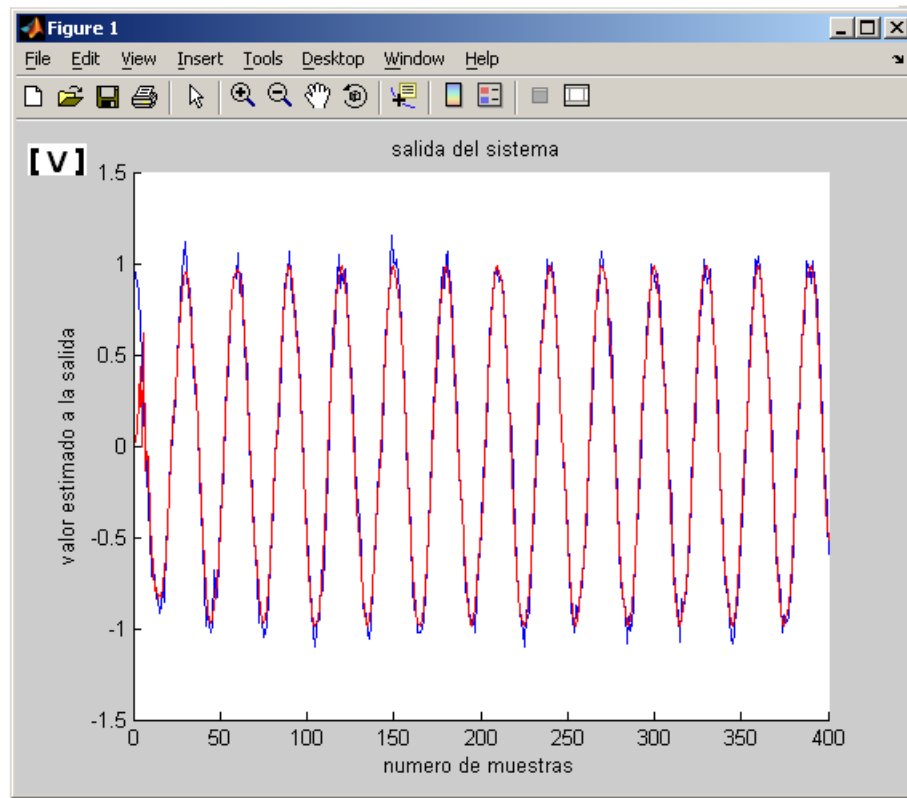 Figure 1
File Edit View Insert Tools Desktop Window Help
[ V ]
salida del sistema
1.5
1
0.5
0
-0.5
-1
-1.5
valor estimado a la salida
0 50 100 150 200 250 300 350 400
numero de muestras